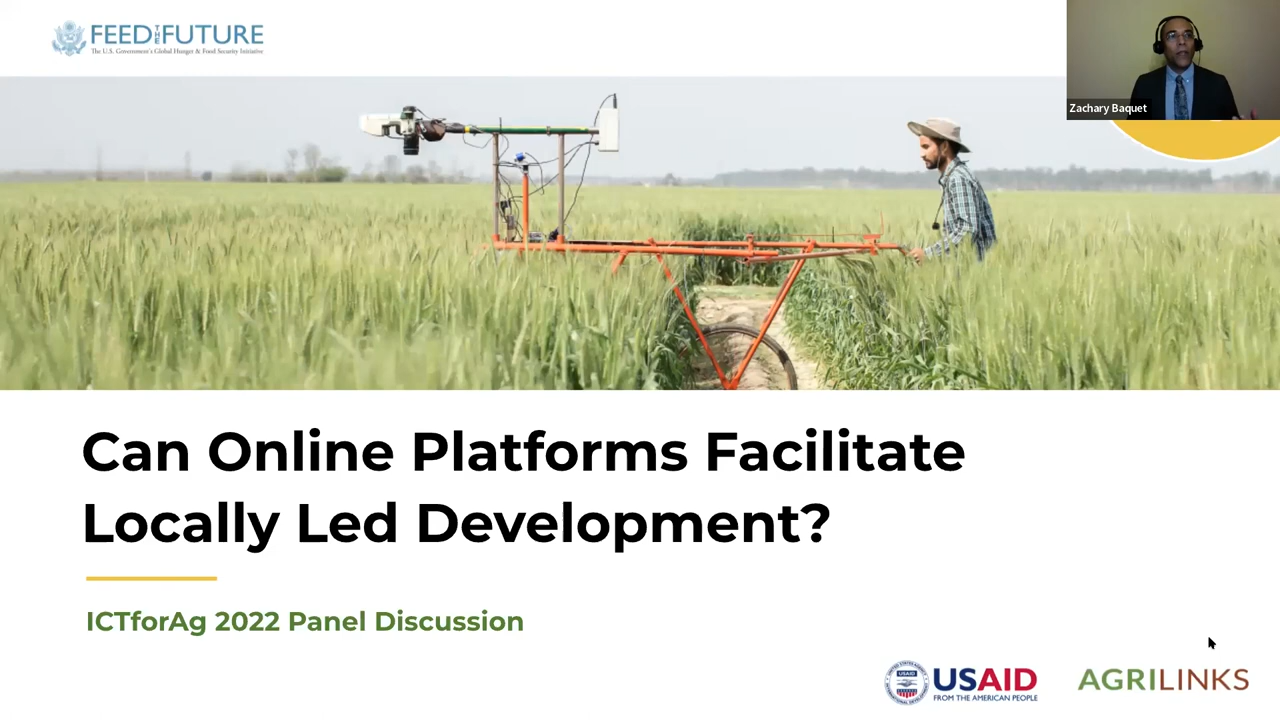 FEED THE FUTURE
The U.S. Government's Global Hunger & Food Security Initiative
Zachary Baquet
Can Online Platforms Facilitate
Locally Led Development?
ICTforAg 2022 Panel Discussion
USAID
FROM THE AMERICAN PEOPLE
AGRILINKS